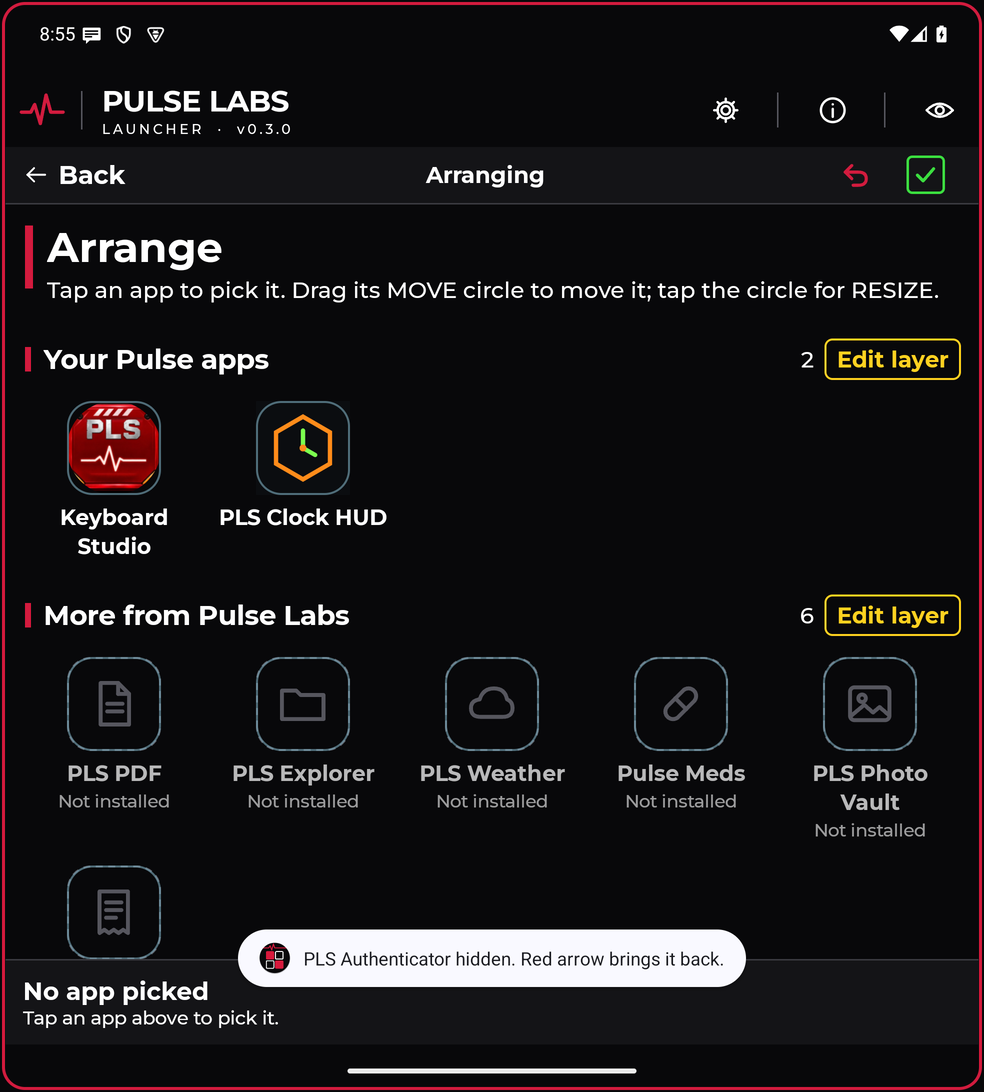 8:55
PULSE LABS
LAUNCHER · v0.3.0
Back
Arranging
Arrange
Tap an app to pick it. Drag its MOVE circle to move it; tap the circle for RESIZE.
Your Pulse apps
2
Edit layer
PLS
Keyboard
Studio
PLS Clock HUD
More from Pulse Labs
6
Edit layer
PLS PDF
Not installed
PLS Explorer
Not installed
PLS Weather
Not installed
Pulse Meds
Not installed
PLS Photo
Vault
Not installed
PLS Authenticator hidden. Red arrow brings it back.
No app picked
Tap an app above to pick it.